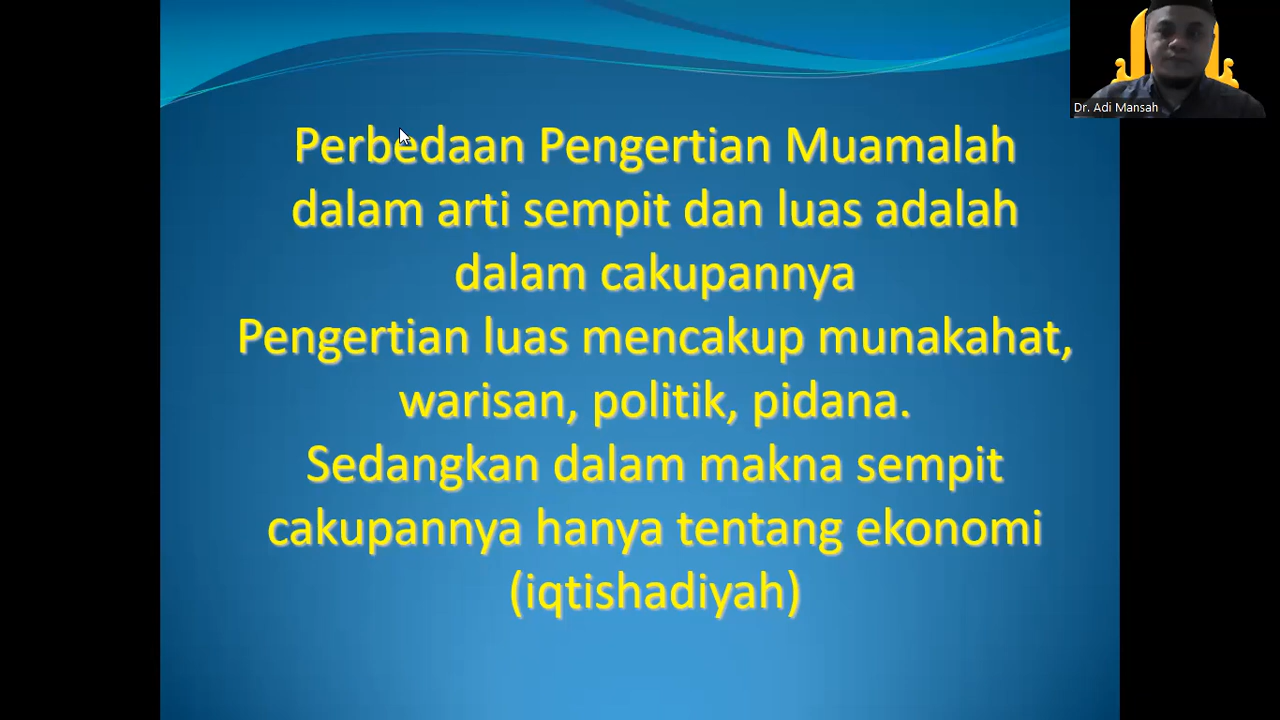 Dr. Adi Mansah
Perbedaan Pengertian Muamalah
dalam arti sempit dan luas adalah
dalam cakupannya
Pengertian luas mencakup munakahat,
warisan, politik, pidana.
Sedangkan dalam makna sempit
cakupannya hanya tentang ekonomi
(iqtishadiyah)